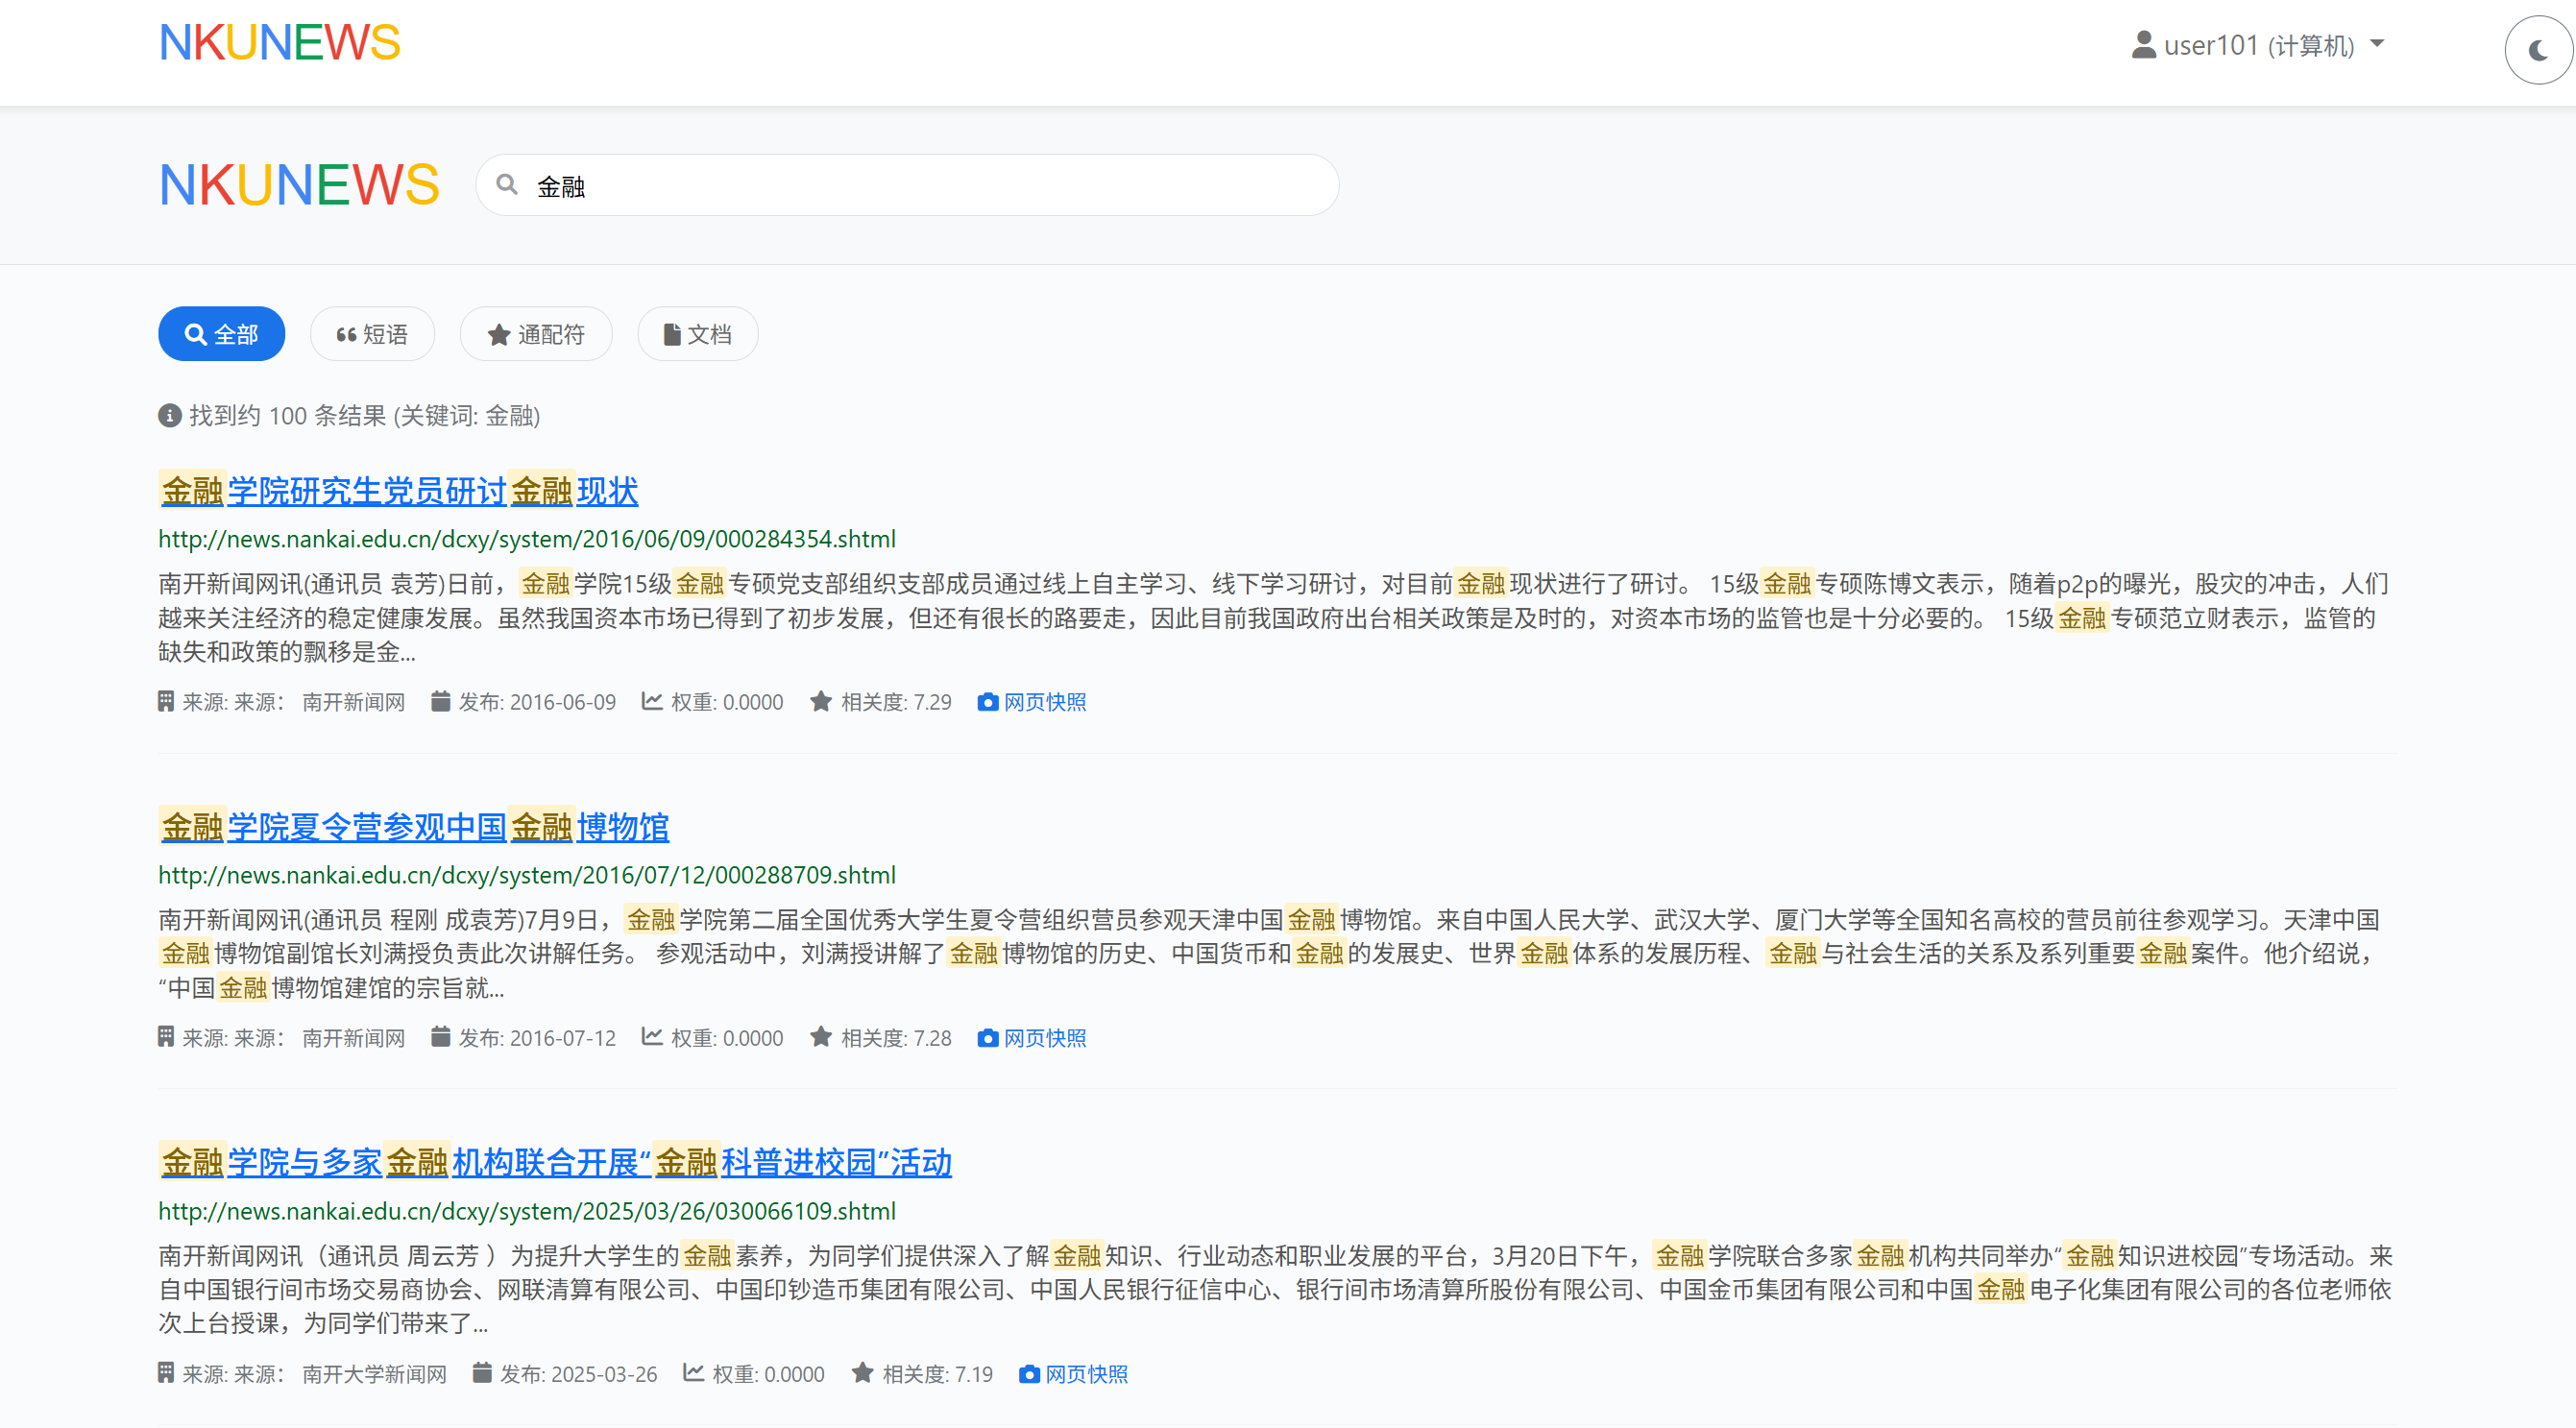 NKUNEWS
user101 (计算机)
NKUNEWS
金融
全部
短语
通配符
文档
找到约 100 条结果 (关键词: 金融)
金融学院研究生党员研讨金融现状
http://news.nankai.edu.cn/dcxy/system/2016/06/09/000284354.shtml
南开新闻网讯(通讯员 袁芳)日前，金融学院15级金融专硕党支部组织支部成员通过线上自主学习、线下学习研讨，对目前金融现状进行了研讨。 15级金融专硕陈博文表示，随着p2p的曝光，股灾的冲击，人们
越来关注经济的稳定健康发展。虽然我国资本市场已得到了初步发展，但还有很长的路要走，因此目前我国政府出台相关政策是及时的，对资本市场的监管也是十分必要的。 15级金融专硕范立财表示，监管的
缺失和政策的飘移是金...
来源: 来源： 南开新闻网 发布: 2016-06-09 权重: 0.0000 相关度: 7.29 网页快照
金融学院夏令营参观中国金融博物馆
http://news.nankai.edu.cn/dcxy/system/2016/07/12/000288709.shtml
南开新闻网讯(通讯员 程刚 成袁芳)7月9日，金融学院第二届全国优秀大学生夏令营组织营员参观天津中国金融博物馆。来自中国人民大学、武汉大学、厦门大学等全国知名高校的营员前往参观学习。天津中国
金融博物馆副馆长刘满授负责此次讲解任务。 参观活动中，刘满授讲解了金融博物馆的历史、中国货币和金融的发展史、世界金融体系的发展历程、金融与社会生活的关系及系列重要金融案件。他介绍说，
“中国金融博物馆建馆的宗旨就...
来源: 来源： 南开新闻网 发布: 2016-07-12 权重: 0.0000 相关度: 7.28 网页快照
金融学院与多家金融机构联合开展“金融科普进校园”活动
http://news.nankai.edu.cn/dcxy/system/2025/03/26/030066109.shtml
南开新闻网讯（通讯员 周云芳 ）为提升大学生的金融素养，为同学们提供深入了解金融知识、行业动态和职业发展的平台，3月20日下午，金融学院联合多家金融机构共同举办“金融知识进校园”专场活动。来
自中国银行间市场交易商协会、网联清算有限公司、中国印钞造币集团有限公司、中国人民银行征信中心、银行间市场清算所股份有限公司、中国金币集团有限公司和中国金融电子化集团有限公司的各位老师依
次上台授课，为同学们带来了...
来源: 来源： 南开大学新闻网 发布: 2025-03-26 权重: 0.0000 相关度: 7.19 网页快照